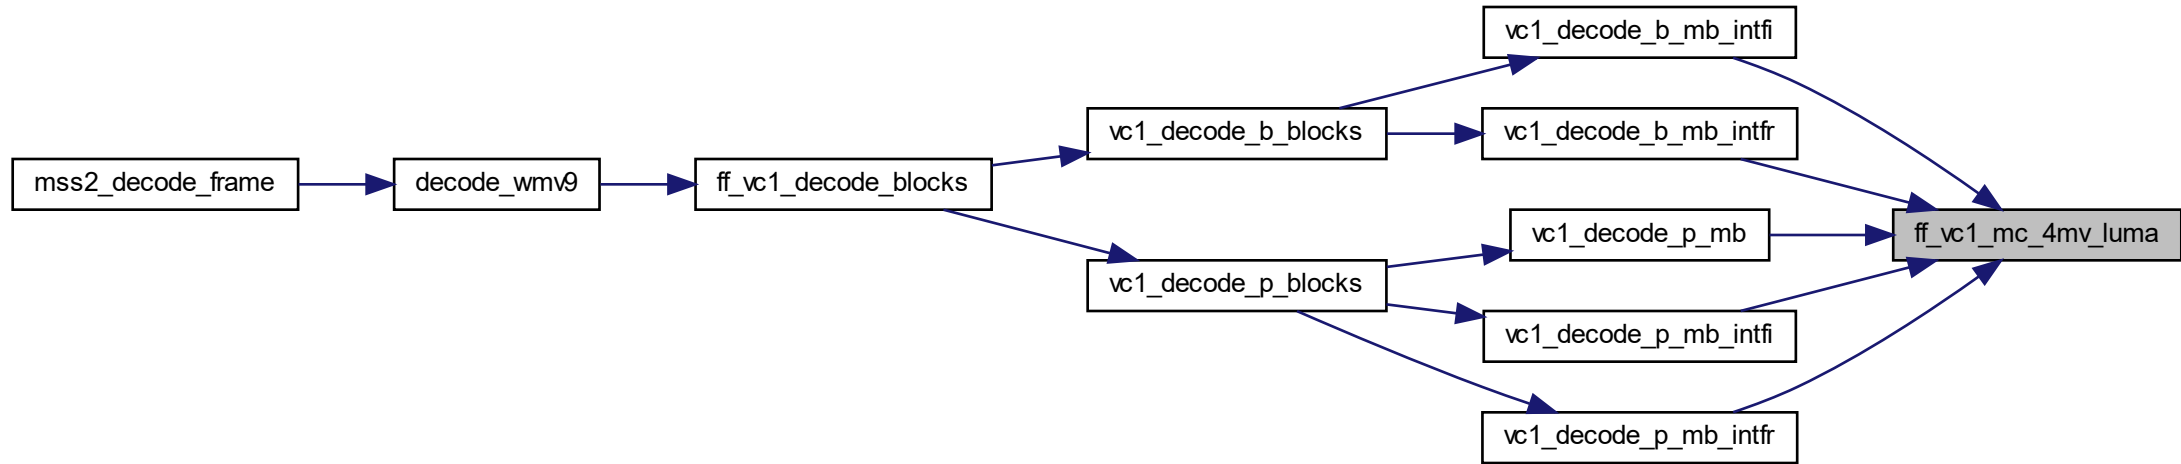 vc1_decode_b_mb_intfi
vc1_decode_b_blocks
vc1_decode_b_mb_intfr
mss2_decode_frame
decode_wmv9
ff_vc1_decode_blocks
vc1_decode_p_mb
ff_vc1_mc_4mv_luma
vc1_decode_p_blocks
vc1_decode_p_mb_intfi
vc1_decode_p_mb_intfr